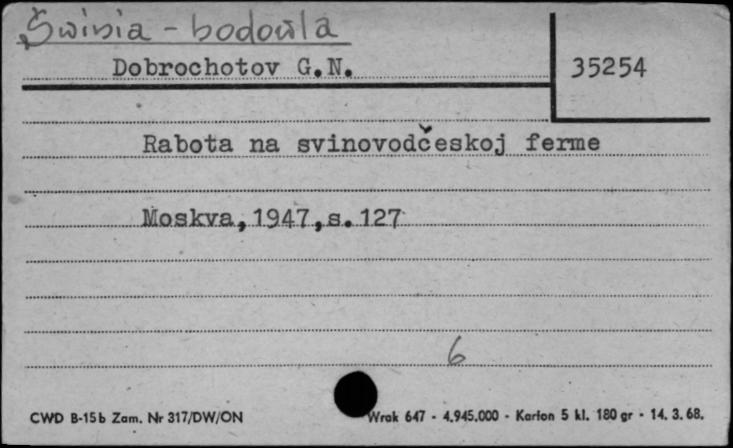 Świnia - hodowla
Dobrochotov G.N.
35254
Rabota na svinovodčeskoj ferme
Moskva, 1947, s. 127
6
CWD B-15b Zam. Nr 317/DW/ON
Wrak 647 - 4.945.000 - Karton 5 kl. 180 gr - 14. 3. 68.